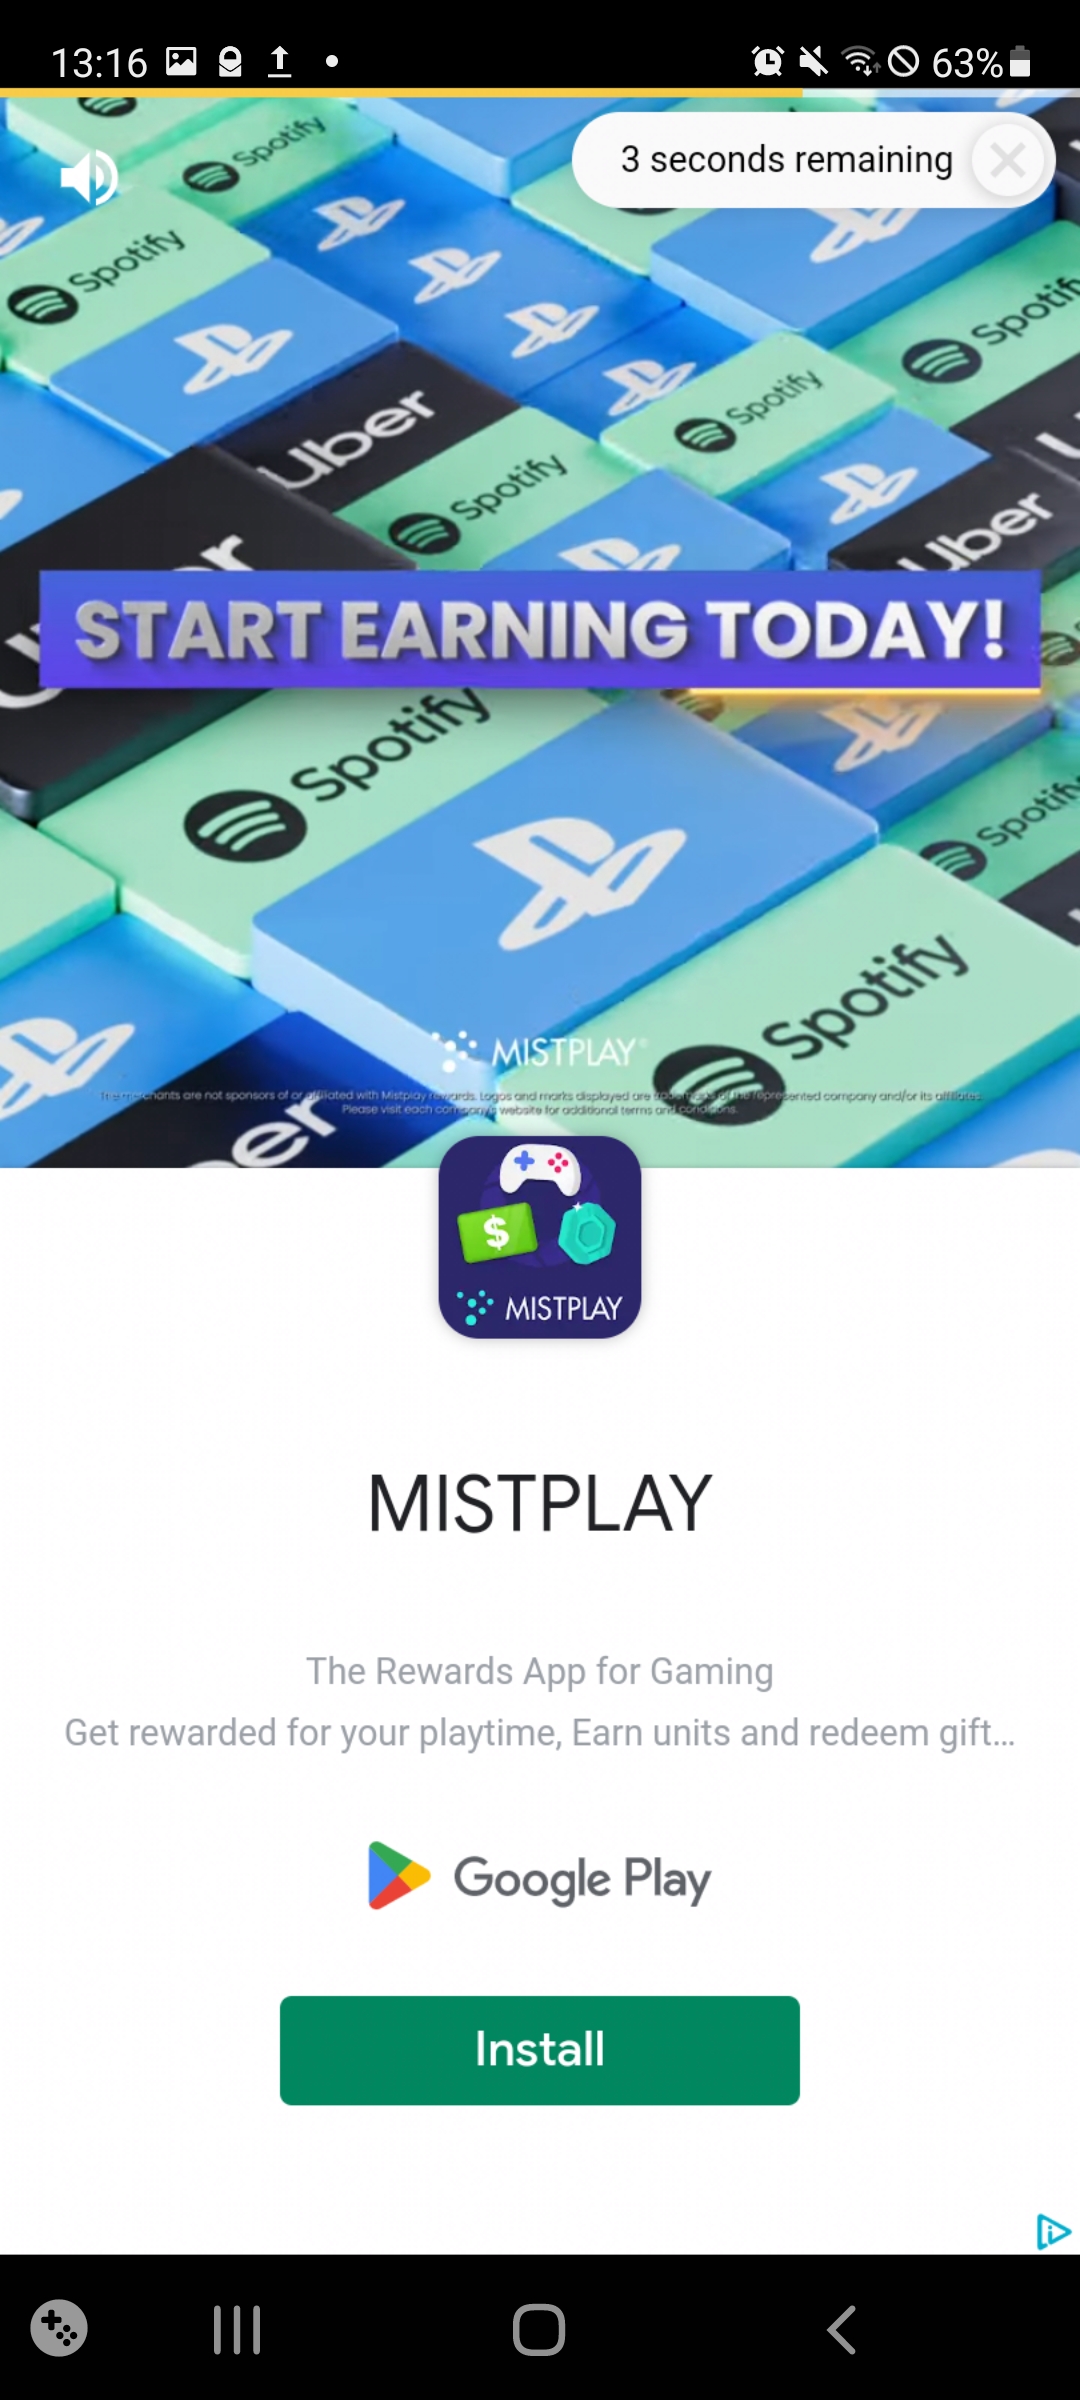 13:16
63%
3 seconds remaining
Spotify
Spotify
Spotify
Uber
Spotify
Spotify
Uber
START EARNING TODAY!
Spotify
Spotify
Spotify
MISTPLAY
The merchants are not sponsors of or affiliated with Mistplay rewards. Logos and marks displayed are trademarks of the represented company and/or its affiliates.
Please visit each company's website for additional terms and conditions.
MISTPLAY
MISTPLAY
The Rewards App for Gaming
Get rewarded for your playtime, Earn units and redeem gift...
Google Play
Install